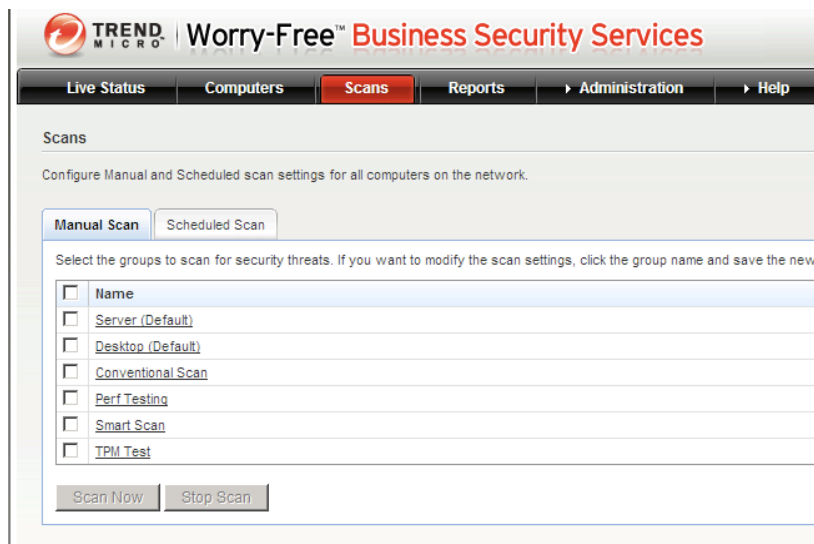 TREND MICRO Worry-Free™ Business Security Services
Live Status Computers Scans Reports Administration Help
Scans
Configure Manual and Scheduled scan settings for all computers on the network.
Manual Scan Scheduled Scan
Select the groups to scan for security threats. If you want to modify the scan settings, click the group name and save the new
Name
Server (Default)
Desktop (Default)
Conventional Scan
Perf Testing
Smart Scan
TPM Test
Scan Now Stop Scan